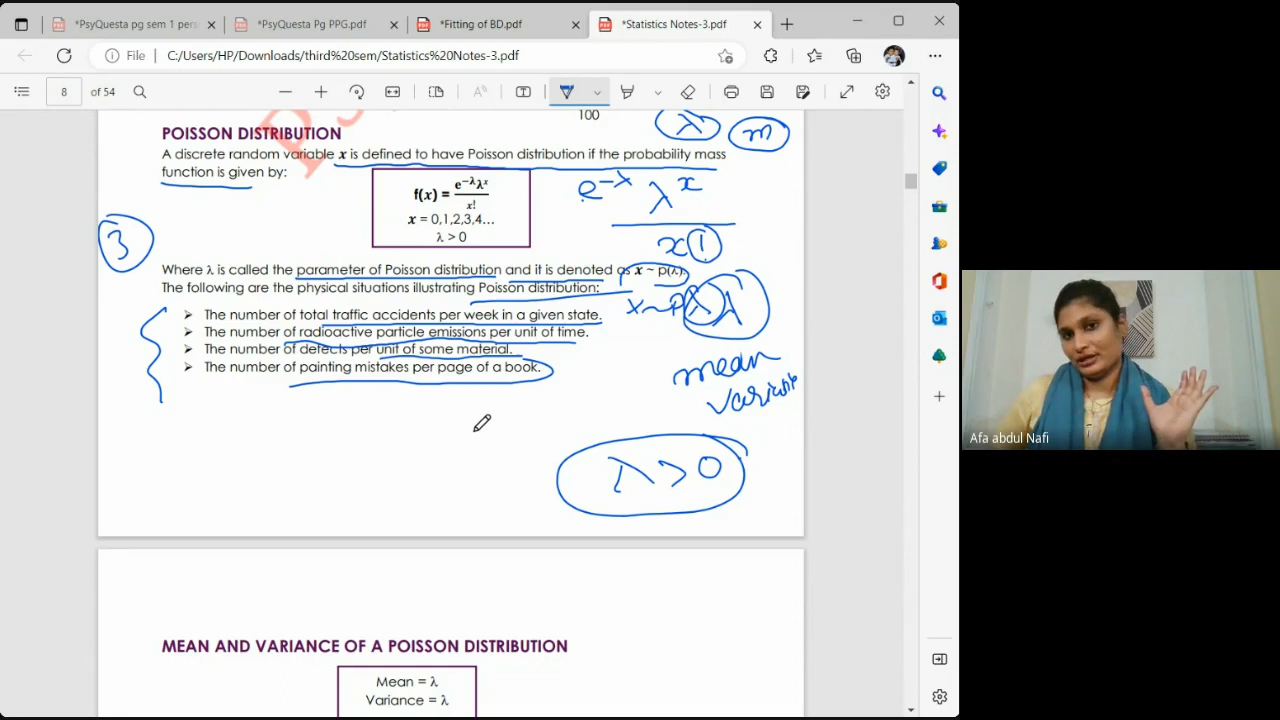 *PsyQuesta pg sem 1 pers
*PsyQuesta Pg PPG.pdf
*Fitting of BD.pdf
*Statistics Notes-3.pdf
File
C:/Users/HP/Downloads/third%20sem/Statistics%20Notes-3.pdf
8 of 54
100
λ m
POISSON DISTRIBUTION
A discrete random variable x is defined to have Poisson distribution if the probability mass
function is given by:
f(x) = e^−λ λ^x / x!
x = 0,1,2,3,4...
λ > 0
e^−λ λ^x
x!
3
Where λ is called the parameter of Poisson distribution and it is denoted as x ~ p(λ).
The following are the physical situations illustrating Poisson distribution:
x~p(λ) λ
➢ The number of total traffic accidents per week in a given state.
➢ The number of radioactive particle emissions per unit of time.
➢ The number of defects per unit of some material.
➢ The number of painting mistakes per page of a book.
mean
λ > 0
Afa abdul Nafi
MEAN AND VARIANCE OF A POISSON DISTRIBUTION
Mean = λ
Variance = λ